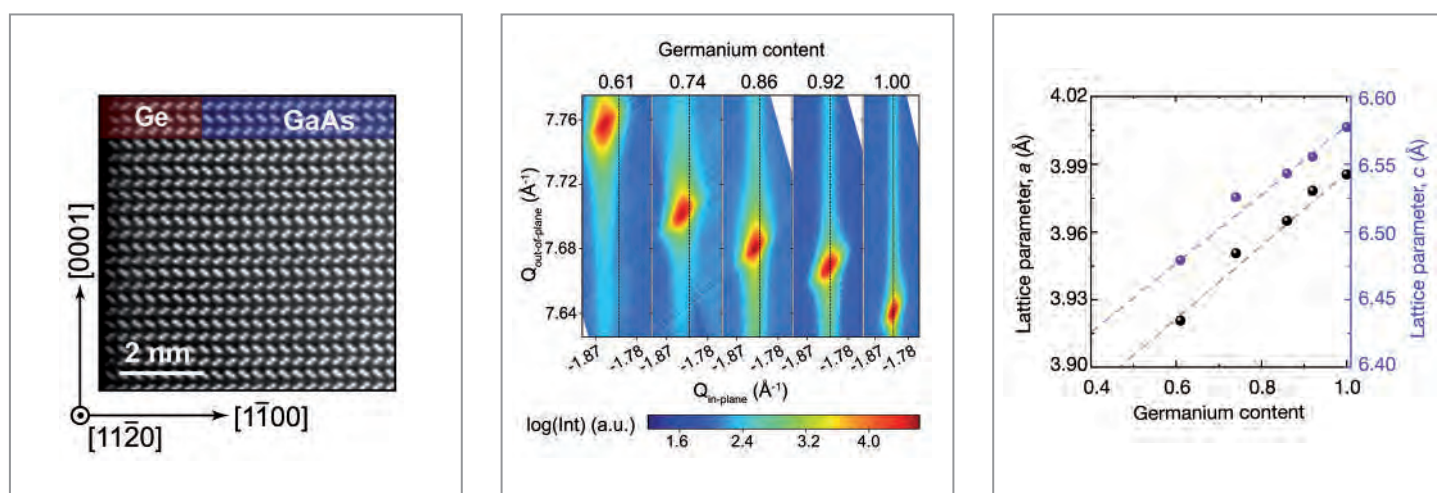 Ge GaAs
[0001]
2 nm
[11̄00]
[112̄0]
Germanium content
0.61 0.74 0.86 0.92 1.00
Q out-of-plane (Å⁻¹)
7.76
7.72
7.68
7.64
-1.87 -1.78 -1.87 -1.78 -1.87 -1.78 -1.87 -1.78 -1.87 -1.78
Q in-plane (Å⁻¹)
log(Int) (a.u.)
1.6 2.4 3.2 4.0
Lattice parameter, a (Å)
4.02
3.99
3.96
3.93
3.90
6.60
6.55
6.50
6.45
6.40
Lattice parameter, c (Å)
0.4 0.6 0.8 1.0
Germanium content